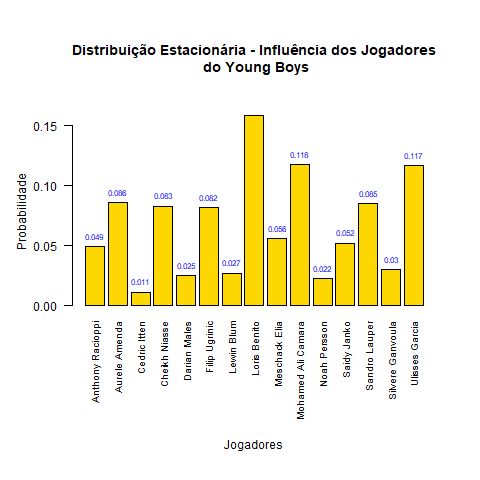 Distribuição Estacionária - Influência dos Jogadores
do Young Boys
Probabilidade
0.15
0.10
0.05
0.00
0.049
0.086
0.011
0.083
0.025
0.082
0.027
0.056
0.118
0.022
0.052
0.085
0.03
0.117
Anthony Racioppi
Aurele Amenda
Cedric Itten
Cheikh Niasse
Darian Males
Filip Ugrinic
Lewin Blum
Loris Benito
Meschack Elia
Mohamed Ali Camara
Noah Persson
Saidy Janko
Sandro Lauper
Silvere Ganvoula
Ulisses Garcia
Jogadores